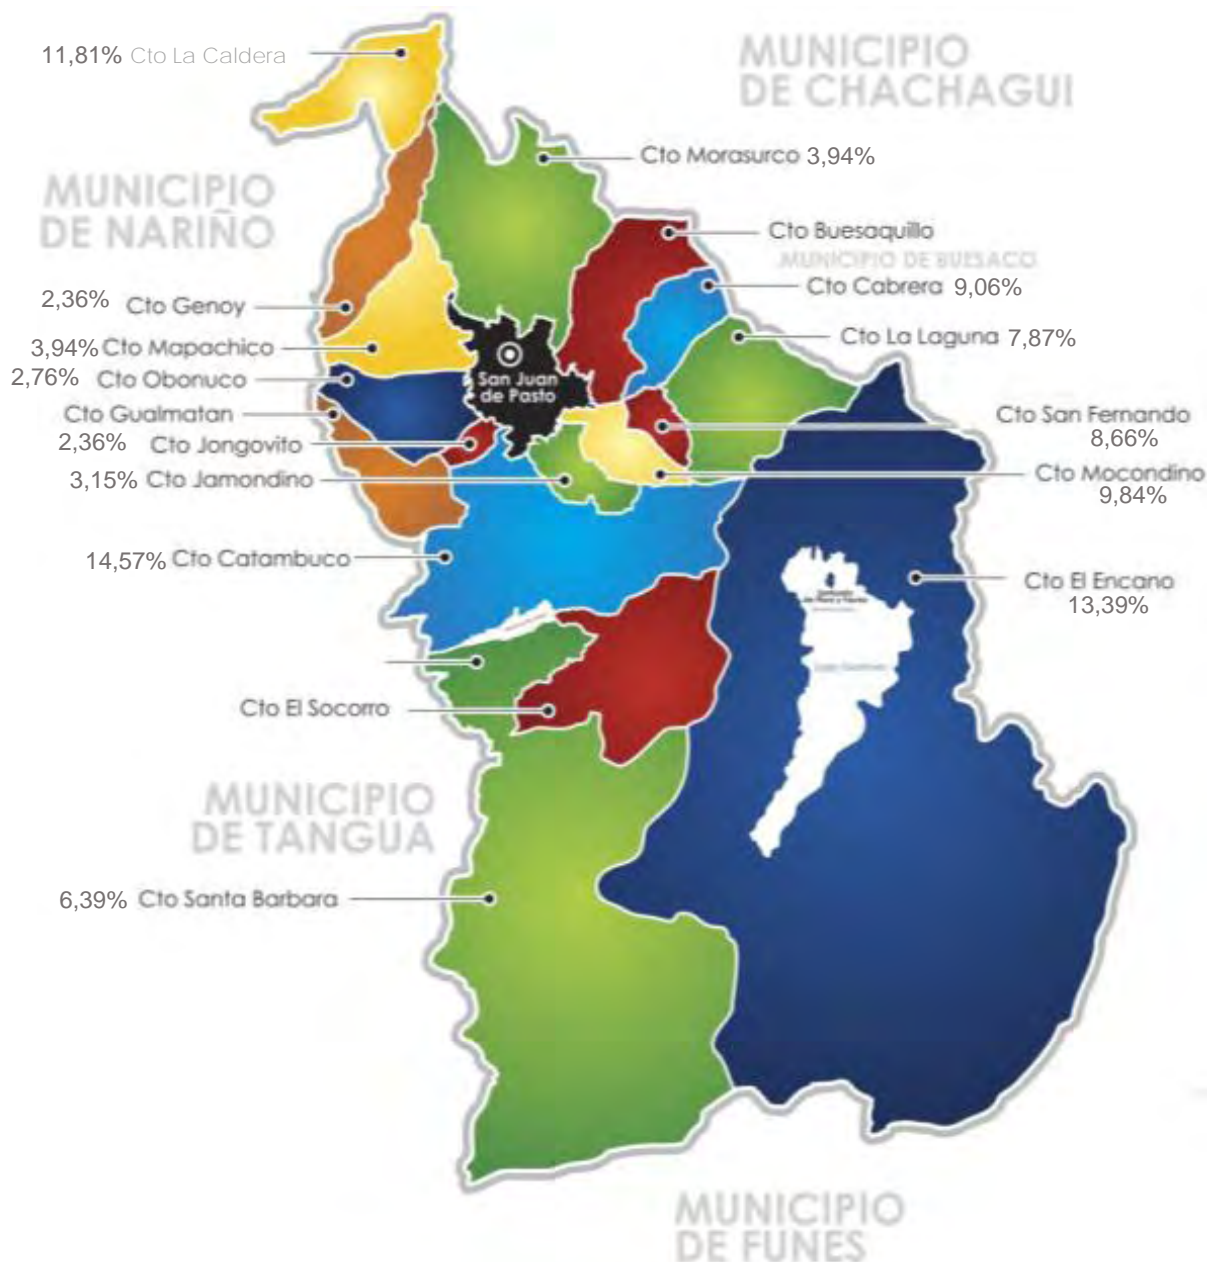 11,81% Cto La Caldera
MUNICIPIO
DE CHACHAGUI
Cto Morasurco 3,94%
MUNICIPIO
DE NARIÑO
Cto Buesaquillo
MUNICIPIO DE BUESACO
Cto Cabrera 9,06%
2,36% Cto Genoy
Cto La Laguna 7,87%
3,94% Cto Mapachico
2,76% Cto Obonuco
San Juan
de Pasto
Cto Gualmatan
Cto San Fernando
8,66%
2,36% Cto Jongovito
Cto Mocondino
9,84%
3,15% Cto Jamondino
14,57% Cto Catambuco
Cto El Encano
13,39%
Cto El Socorro
MUNICIPIO
DE TANGUA
6,39% Cto Santa Barbara
MUNICIPIO
DE FUNES